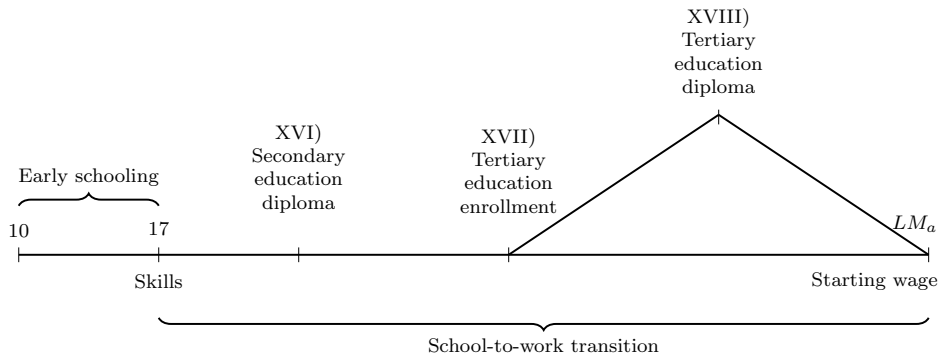 XVIII)
Tertiary
education
diploma
XVI)
Secondary
education
diploma
XVII)
Tertiary
education
enrollment
Early schooling
10
17
LMa
Skills
Starting wage
School-to-work transition